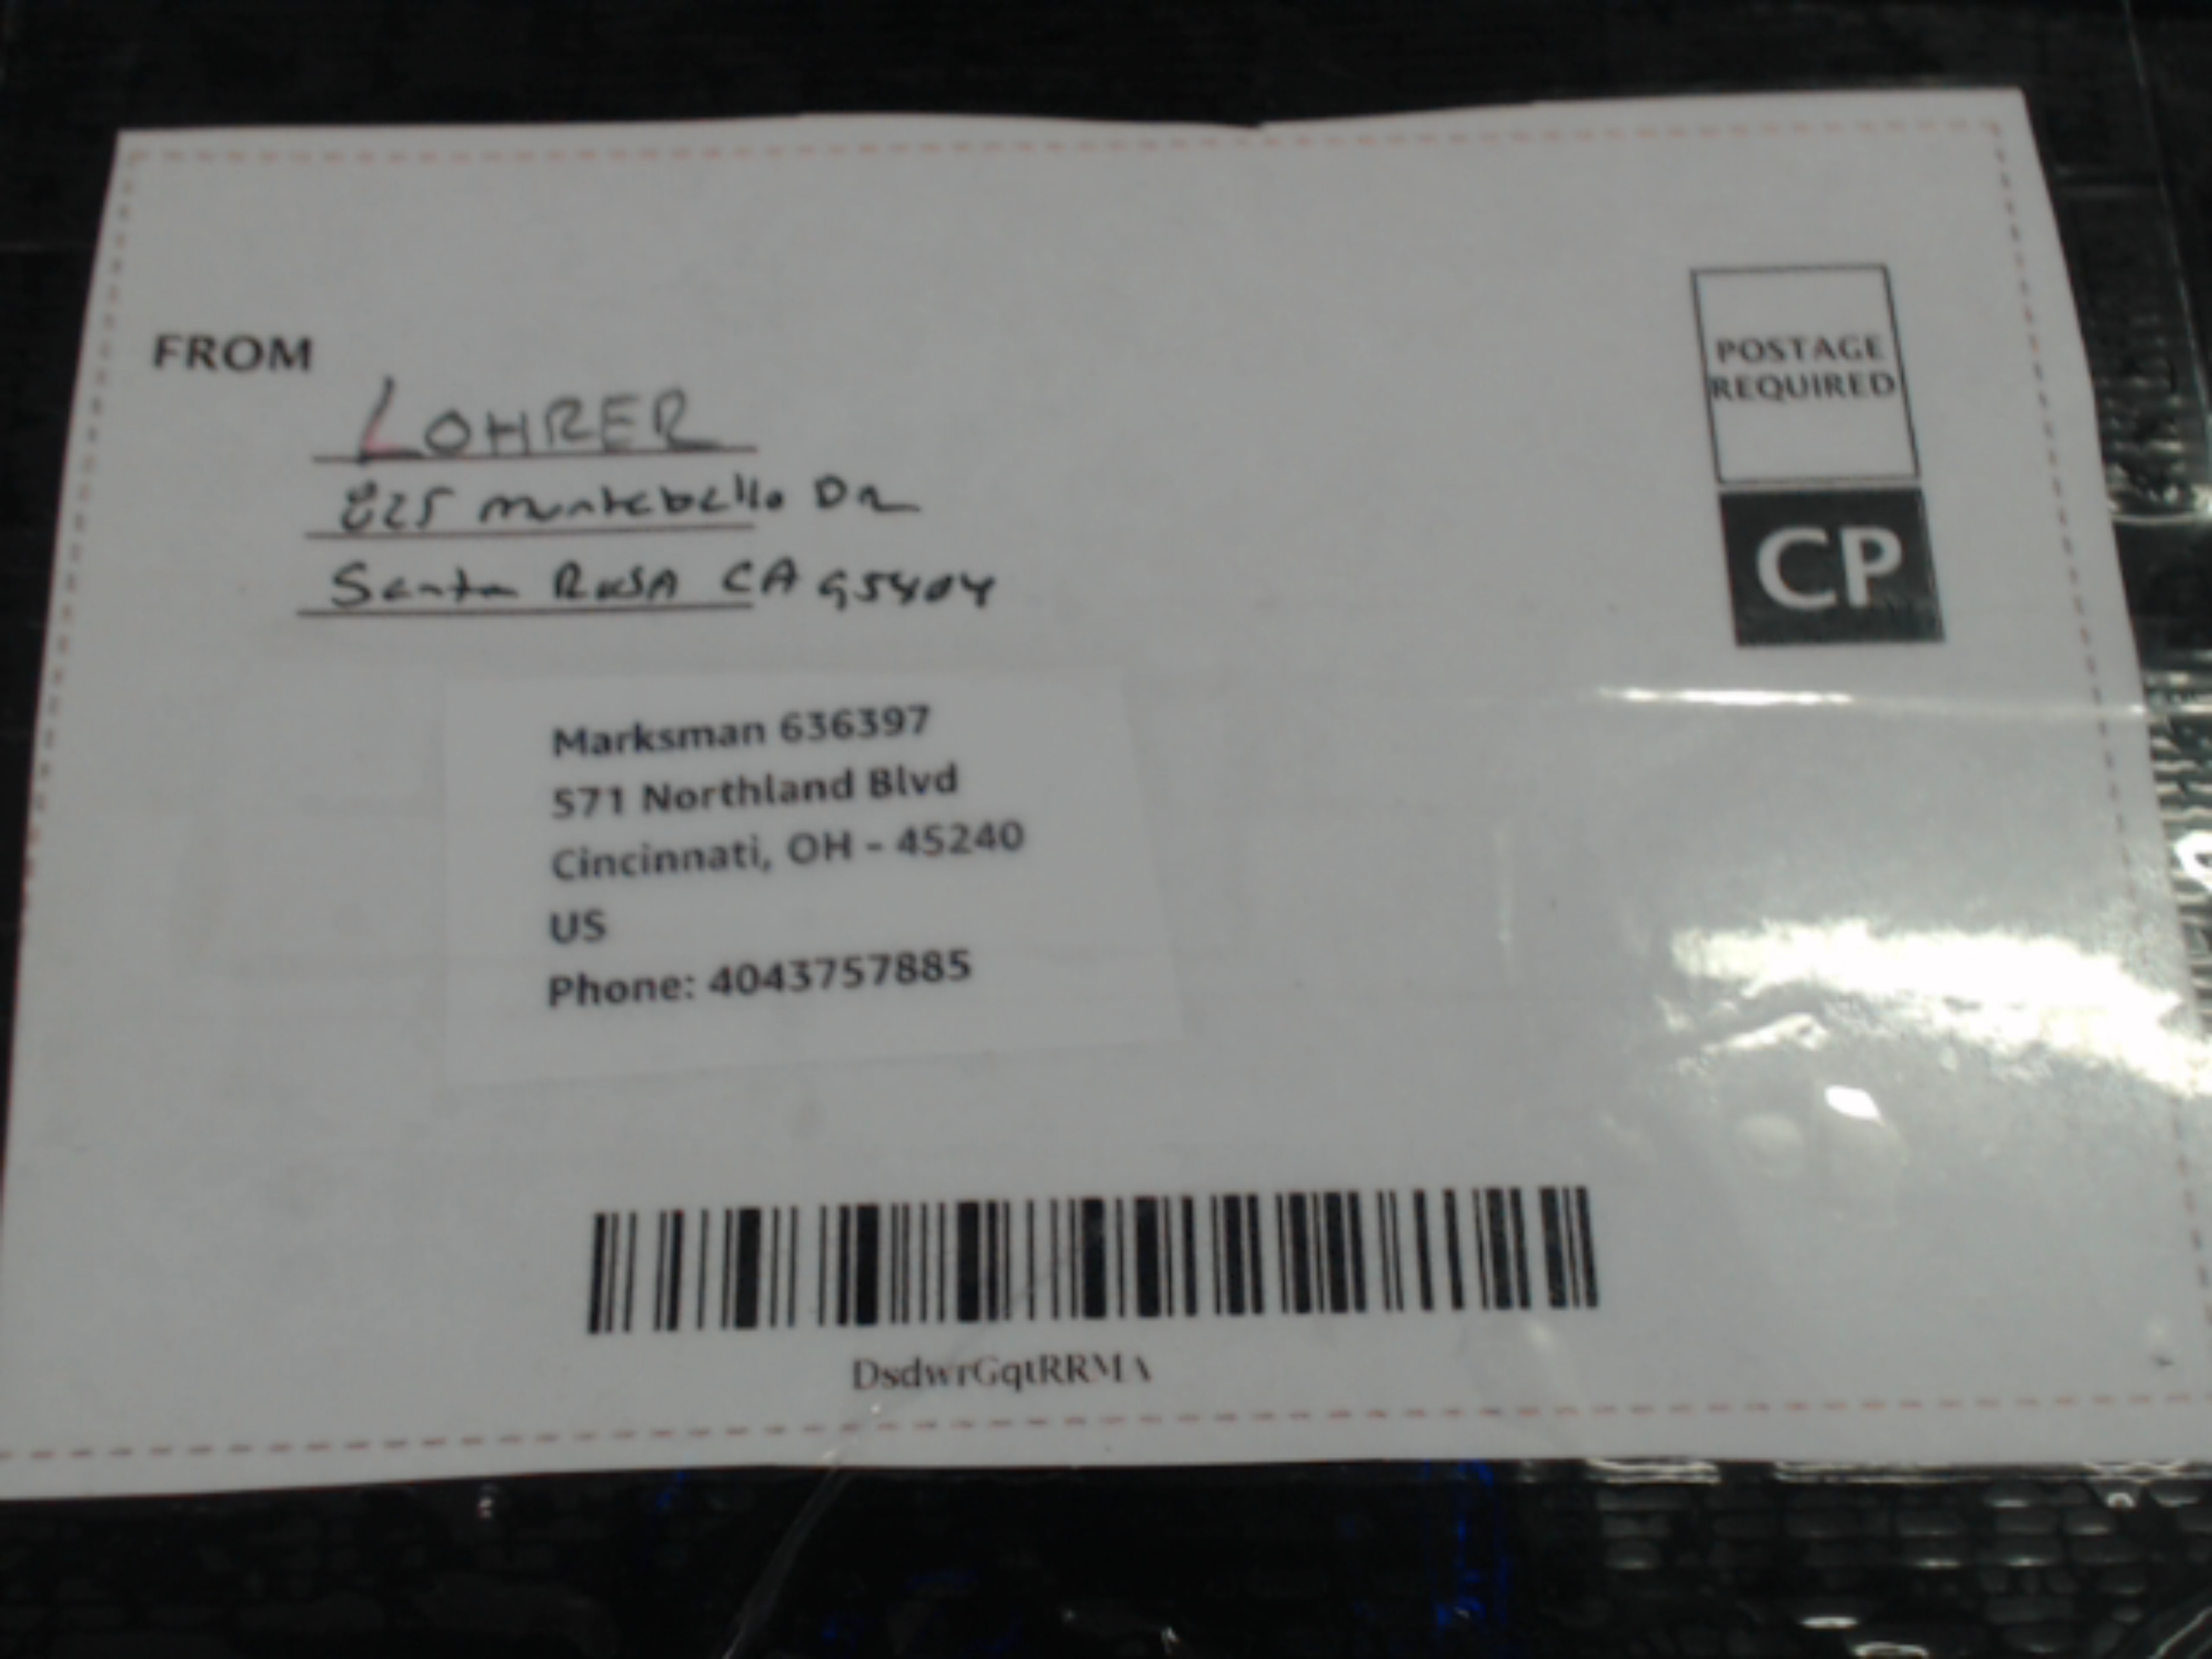 FROM
LOHRER
825 montebello DR
Santa ROSA CA 95404
POSTAGE
REQUIRED
CP
Marksman 636397
571 Northland Blvd
Cincinnati, OH - 45240
US
Phone: 4043757885
DsdwrGqtRRMA